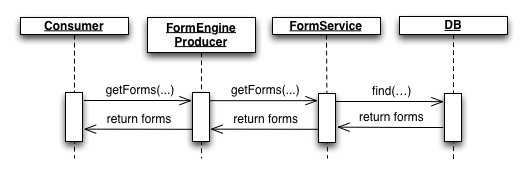 Consumer
FormEngine
Producer
FormService
DB
getForms(...)
getForms(...)
find(…)
return forms
return forms
return forms